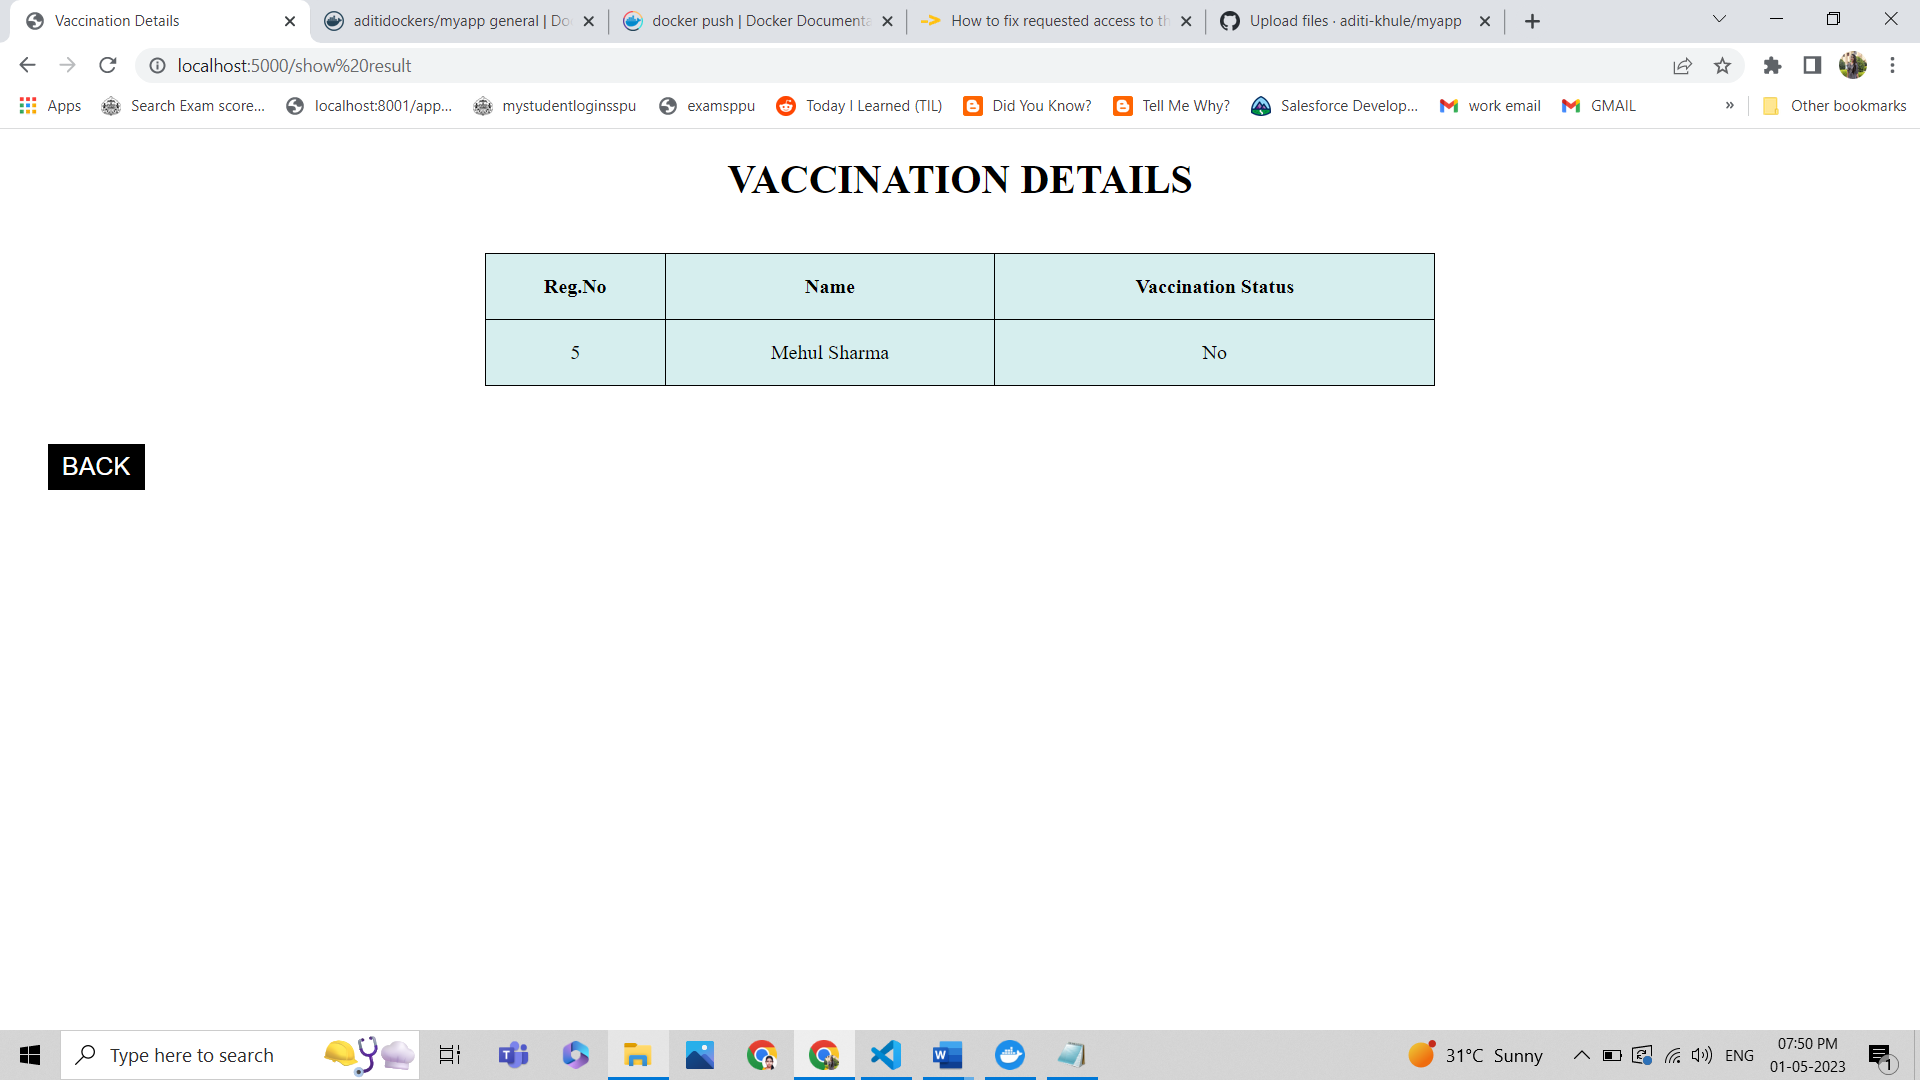 Vaccination Details
aditidockers/myapp general | Do
docker push | Docker Documenta
How to fix requested access to th
Upload files · aditi-khule/myapp
localhost:5000/show%20result
Apps
Search Exam score...
localhost:8001/app...
mystudentloginsspu
examsppu
Today I Learned (TIL)
Did You Know?
Tell Me Why?
Salesforce Develop...
work email
GMAIL
»
Other bookmarks
VACCINATION DETAILS
Reg.No Name Vaccination Status
5 Mehul Sharma No
BACK
Type here to search
31°C Sunny
ENG
07:50 PM
01-05-2023
1